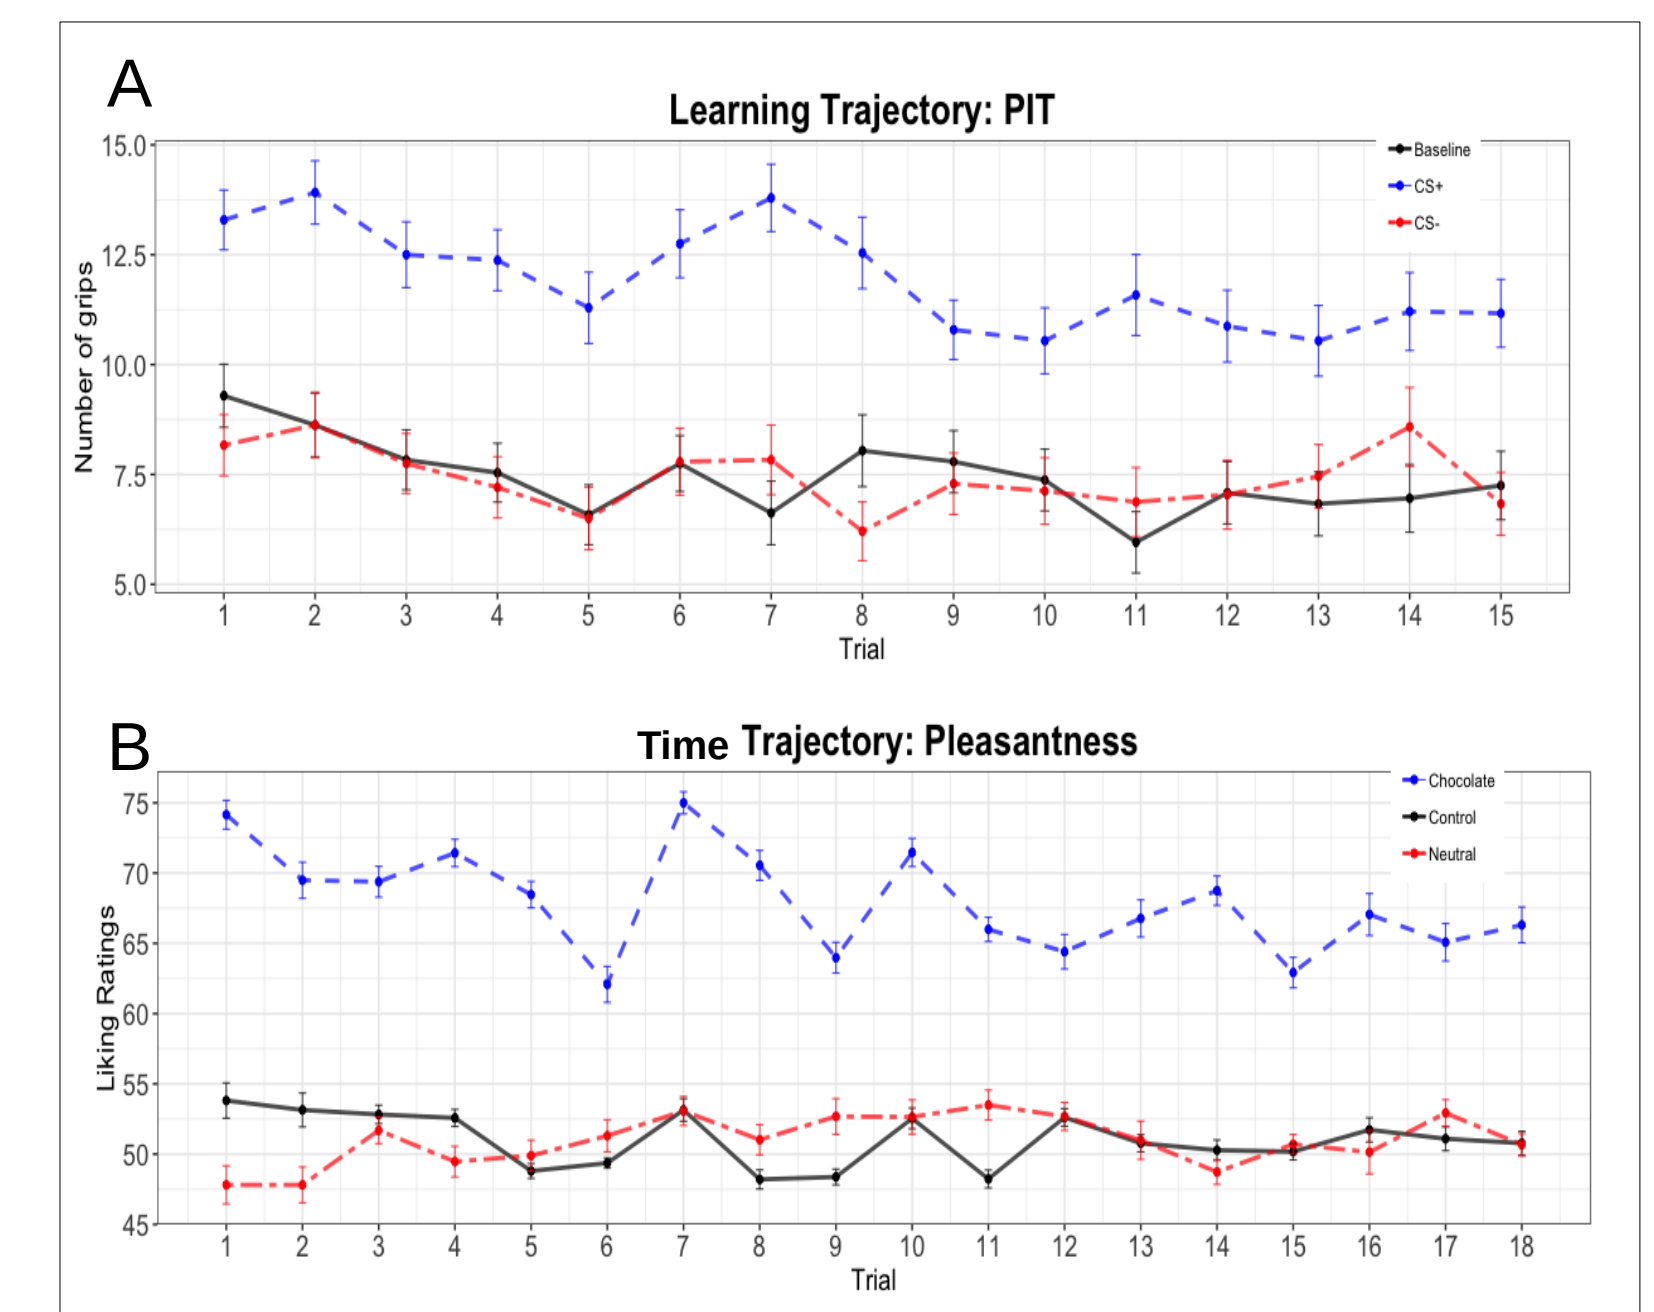 A
Learning Trajectory: PIT
15.0
12.5
10.0
7.5
5.0
Number of grips
Baseline
CS+
CS-
1 2 3 4 5 6 7 8 9 10 11 12 13 14 15
Trial
B
Time Trajectory: Pleasantness
75
70
65
60
55
50
45
Liking Ratings
Chocolate
Control
Neutral
1 2 3 4 5 6 7 8 9 10 11 12 13 14 15 16 17 18
Trial